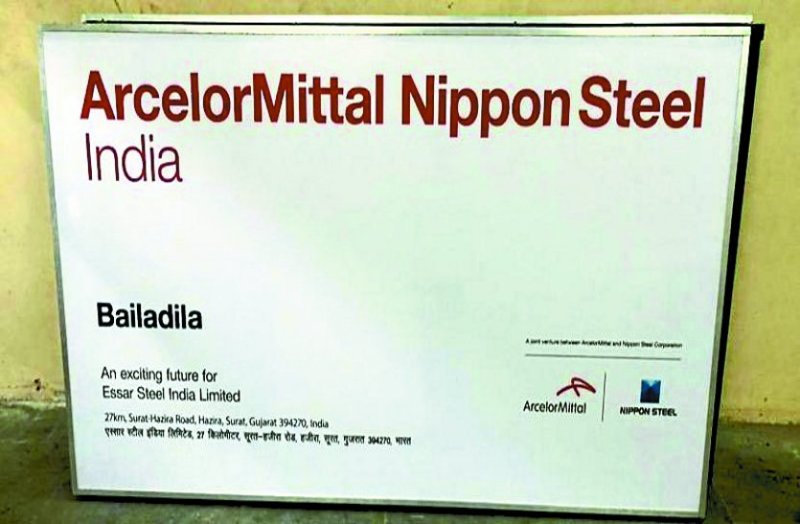 ArcelorMittal Nippon Steel
India
Bailadila
An exciting future for
Essar Steel India Limited
27km, Surat-Hazira Road, Hazira, Surat, Gujarat 394270, India
एस्सार स्टील इंडिया लिमिटेड, 27 किलोमीटर, सूरत-हजीरा रोड, हजीरा, सूरत, गुजरात 394270, भारत
A joint venture between ArcelorMittal and Nippon Steel Corporation
ArcelorMittal
NIPPON STEEL